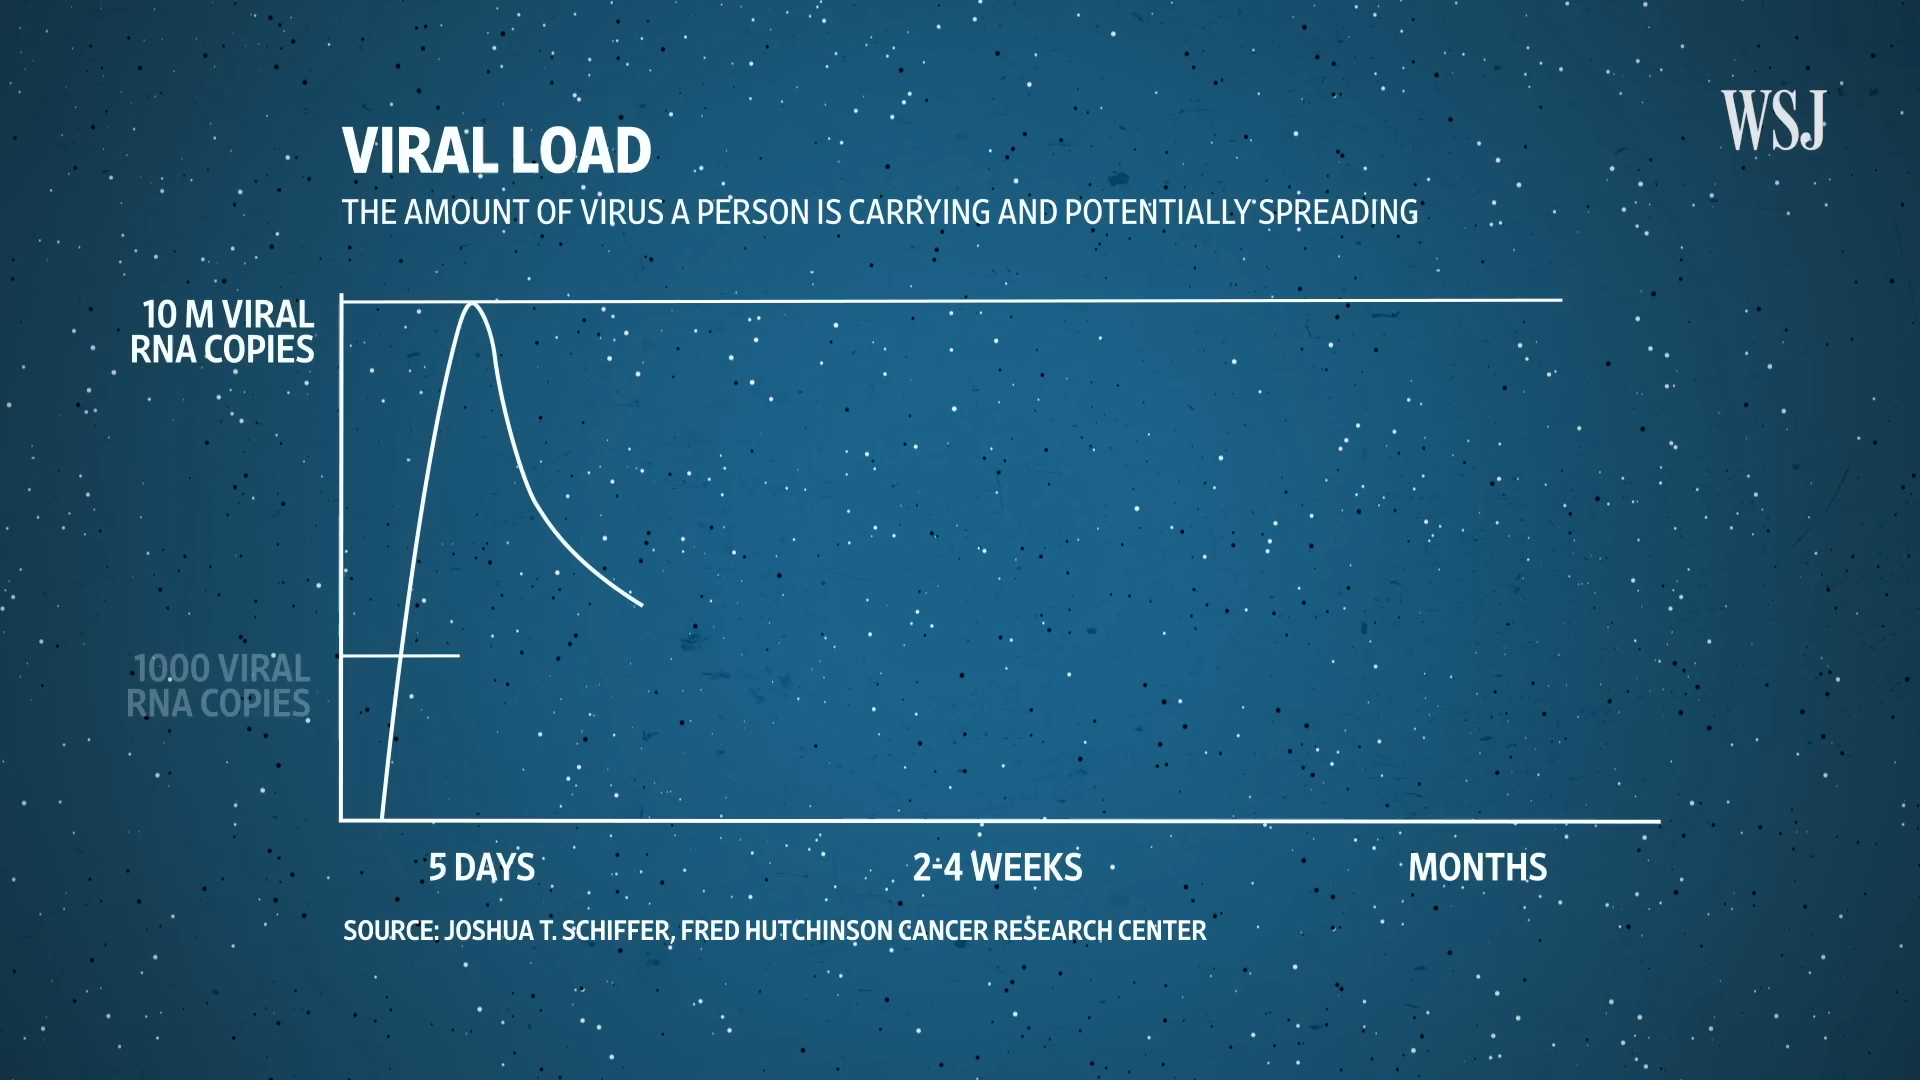 WSJ
VIRAL LOAD
THE AMOUNT OF VIRUS A PERSON IS CARRYING AND POTENTIALLY SPREADING
10 M VIRAL
RNA COPIES
1000 VIRAL
RNA COPIES
5 DAYS
2-4 WEEKS
MONTHS
SOURCE: JOSHUA T. SCHIFFER, FRED HUTCHINSON CANCER RESEARCH CENTER